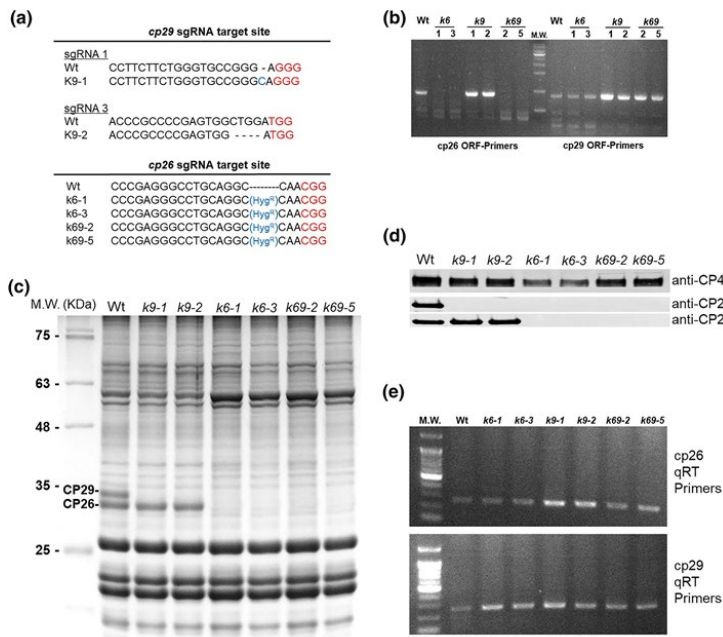 (a)
cp29 sgRNA target site
sgRNA 1
Wt CCTTCTTCTGGGTGCCGGG -AGGG
K9-1 CCTTCTTCTGGGTGCCGGGCAGGG
sgRNA 3
Wt ACCCGCCCCGAGTGGCTGGATGG
K9-2 ACCCGCCCCGAGTGG ----ATGG
cp26 sgRNA target site
Wt CCCGAGGGCCTGCAGGC--------CAACGG
k6-1 CCCGAGGGCCTGCAGGC(HygR)CAACGG
k6-3 CCCGAGGGCCTGCAGGC(HygR)CAACGG
k69-2 CCCGAGGGCCTGCAGGC(HygR)CAACGG
k69-5 CCCGAGGGCCTGCAGGC(HygR)CAACGG
(b)
Wt k6 k9 k69 M.W. Wt k6 k9 k69
1 3 1 2 2 5 1 3 1 2 2 5
cp26 ORF-Primers cp29 ORF-Primers
(c)
M.W. (KDa) Wt k9-1 k9-2 k6-1 k6-3 k69-2 k69-5
75 -
63 -
48 -
35 -
CP29-
CP26-
25 -
(d)
Wt k9-1 k9-2 k6-1 k6-3 k69-2 k69-5
anti-CP4
anti-CP2
anti-CP2
(e)
M.W. Wt k6-1 k6-3 k9-1 k9-2 k69-2 k69-5
cp26
qRT
Primers
cp29
qRT
Primers